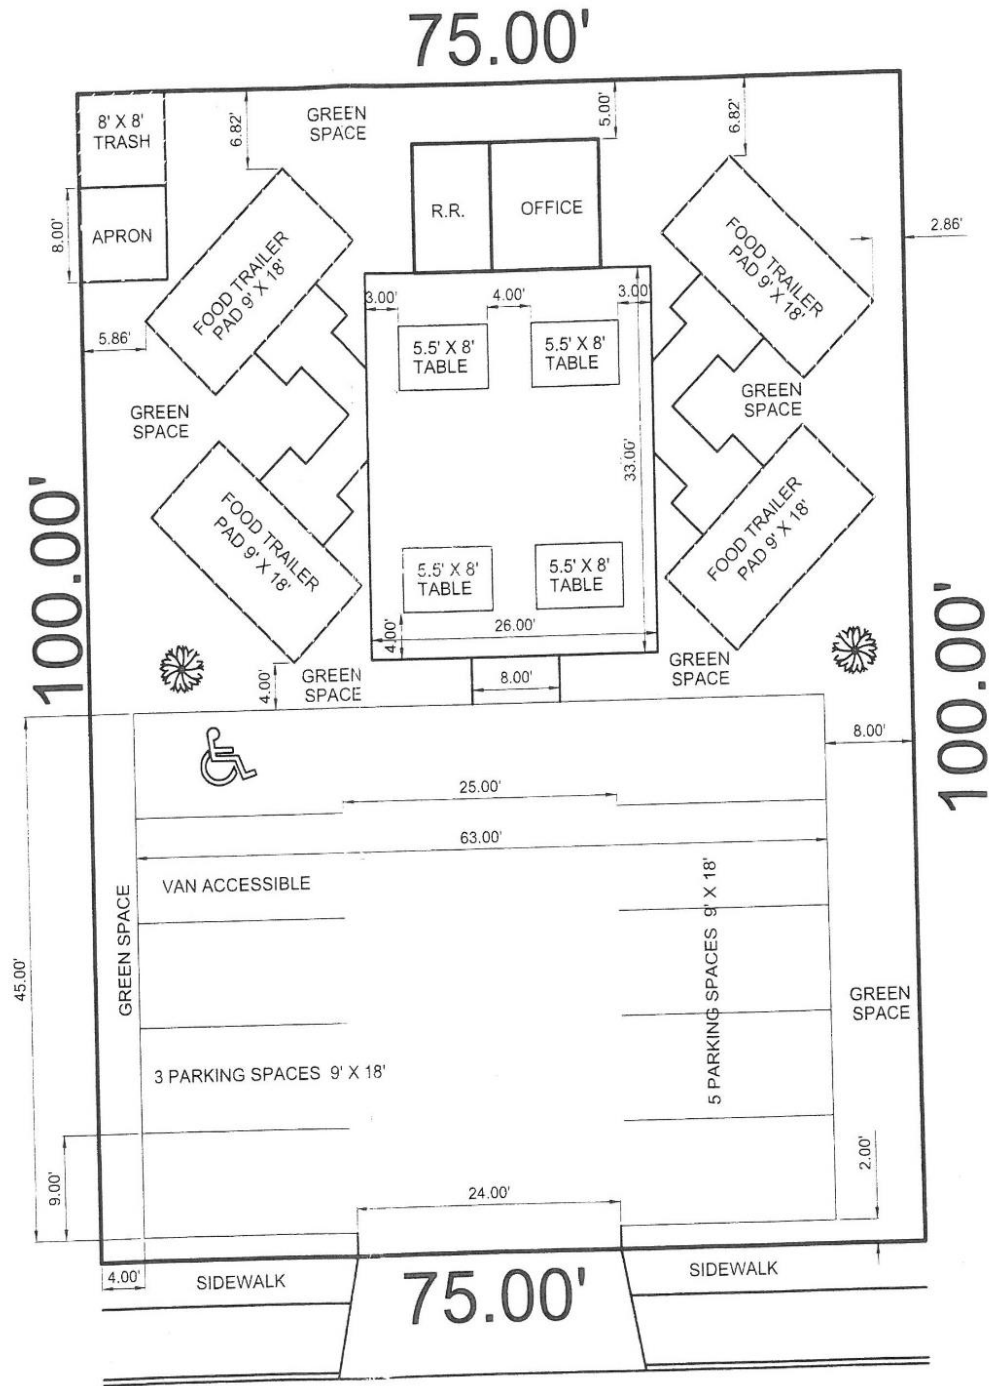 75.00'
8' X 8'
TRASH
6.82'
GREEN
SPACE
5.00'
6.82'
8.00'
APRON
R.R.
OFFICE
FOOD TRAILER
PAD 9' X 18'
FOOD TRAILER
PAD 9' X 18'
2.86'
3.00'
4.00'
3.00'
5.86'
5.5' X 8'
TABLE
5.5' X 8'
TABLE
GREEN
SPACE
GREEN
SPACE
33.00'
100.00'
FOOD TRAILER
PAD 9' X 18'
FOOD TRAILER
PAD 9' X 18'
5.5' X 8'
TABLE
5.5' X 8'
TABLE
100.00'
4.00'
26.00'
4.00'
GREEN
SPACE
8.00'
GREEN
SPACE
8.00'
25.00'
63.00'
VAN ACCESSIBLE
GREEN SPACE
45.00'
5 PARKING SPACES 9' X 18'
GREEN
SPACE
3 PARKING SPACES 9' X 18'
9.00'
2.00'
24.00'
4.00'
SIDEWALK
75.00'
SIDEWALK